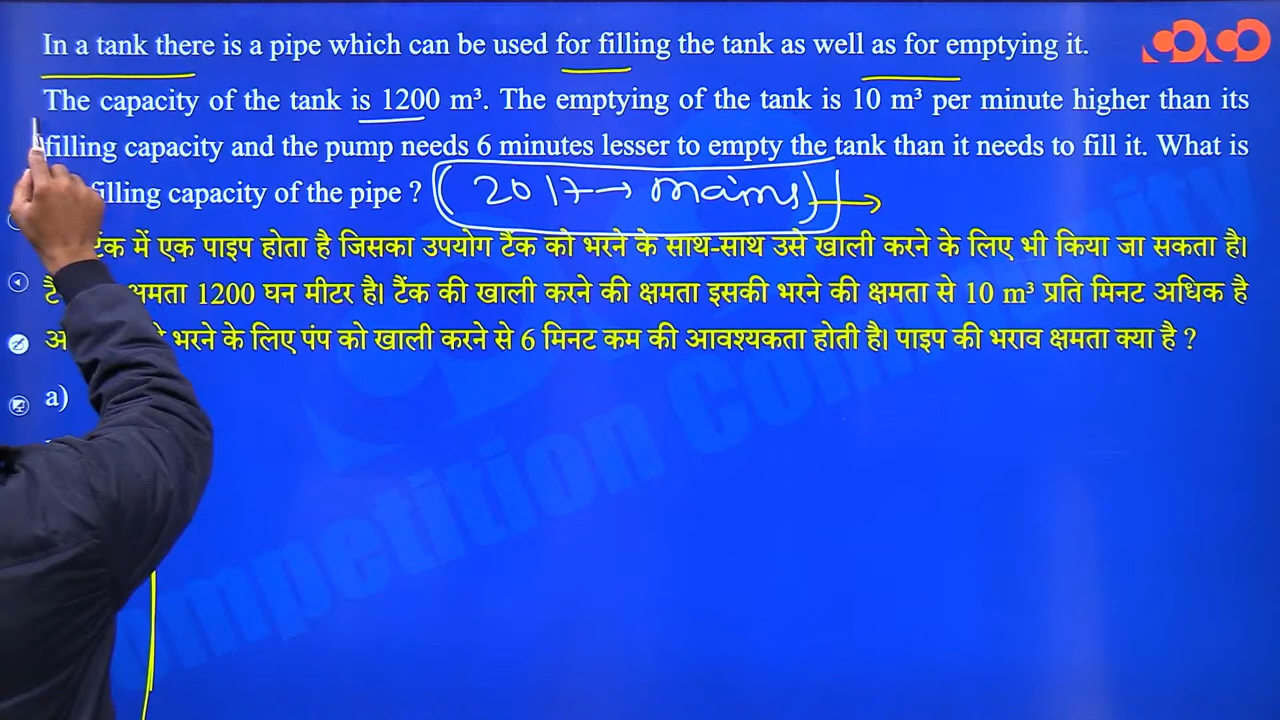 In a tank there is a pipe which can be used for filling the tank as well as for emptying it.
The capacity of the tank is 1200 m³. The emptying of the tank is 10 m³ per minute higher than its
filling capacity and the pump needs 6 minutes lesser to empty the tank than it needs to fill it. What is
filling capacity of the pipe ? (2017→mains)
में एक पाइप होता है जिसका उपयोग टैंक को भरने के साथ-साथ उसे खाली करने के लिए भी किया जा सकता है।
1200 घन मीटर है। टैंक की खाली करने की क्षमता इसकी भरने की क्षमता से 10 m³ प्रति मिनट अधिक है
भरने के लिए पंप को खाली करने से 6 मिनट कम की आवश्यकता होती है। पाइप की भराव क्षमता क्या है ?
a)
Competition Community